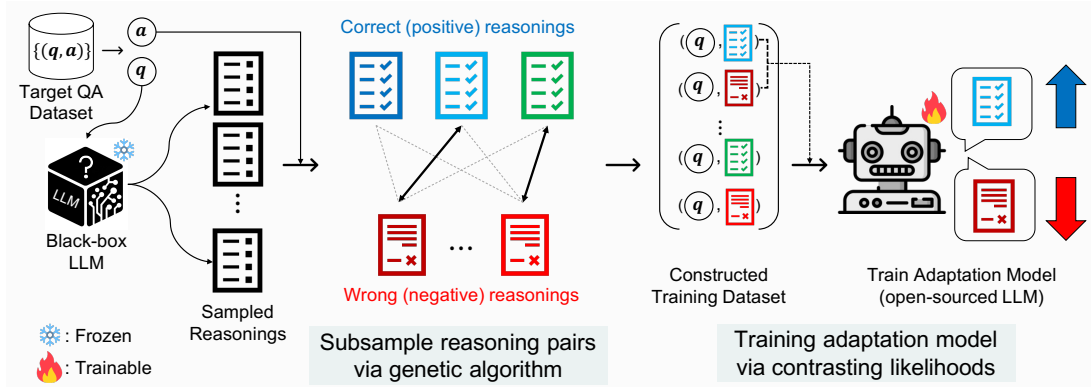 {(q, a)}
a
q
Target QA
Dataset
?
LLM
Black-box
LLM
Sampled
Reasonings
: Frozen
: Trainable
Correct (positive) reasonings
...
Wrong (negative) reasonings
Subsample reasoning pairs
via genetic algorithm
(q, )
(q, )
...
(q, )
(q, )
Constructed
Training Dataset
Train Adaptation Model
(open-sourced LLM)
Training adaptation model
via contrasting likelihoods